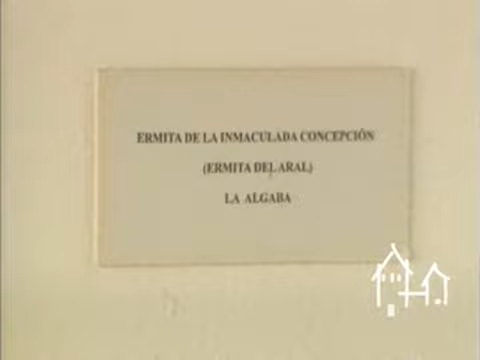 ERMITA DE LA INMACULADA CONCEPCIÓN
(ERMITA DEL ARAL)
LA ALGABA